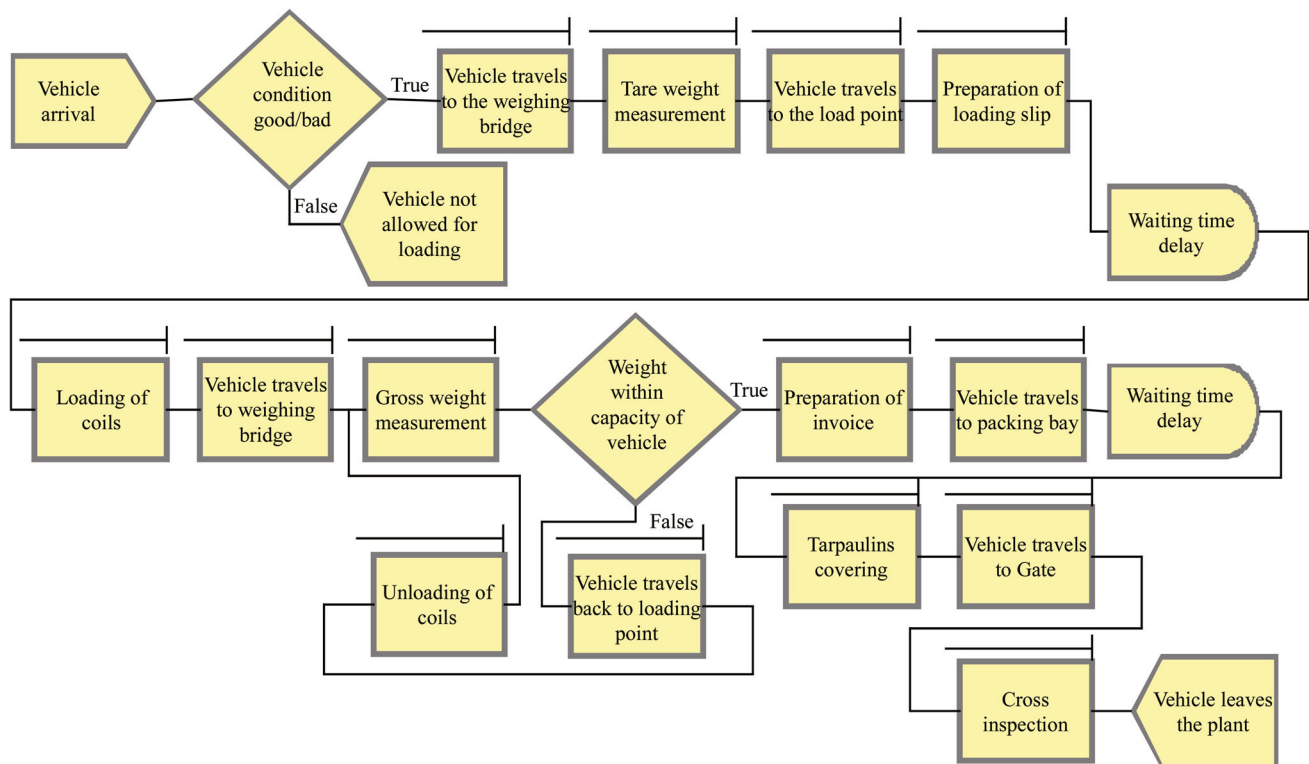 Vehicle
arrival
Vehicle
condition
good/bad
True
False
Vehicle not
allowed for
loading
Vehicle travels
to the weighing
bridge
Tare weight
measurement
Vehicle travels
to the load point
Preparation of
loading slip
Waiting time
delay
Loading of
coils
Vehicle travels
to weighing
bridge
Gross weight
measurement
Weight
within
capacity of
vehicle
True
False
Preparation of
invoice
Vehicle travels
to packing bay
Waiting time
delay
Unloading of
coils
Vehicle travels
back to loading
point
Tarpaulins
covering
Vehicle travels
to Gate
Cross
inspection
Vehicle leaves
the plant